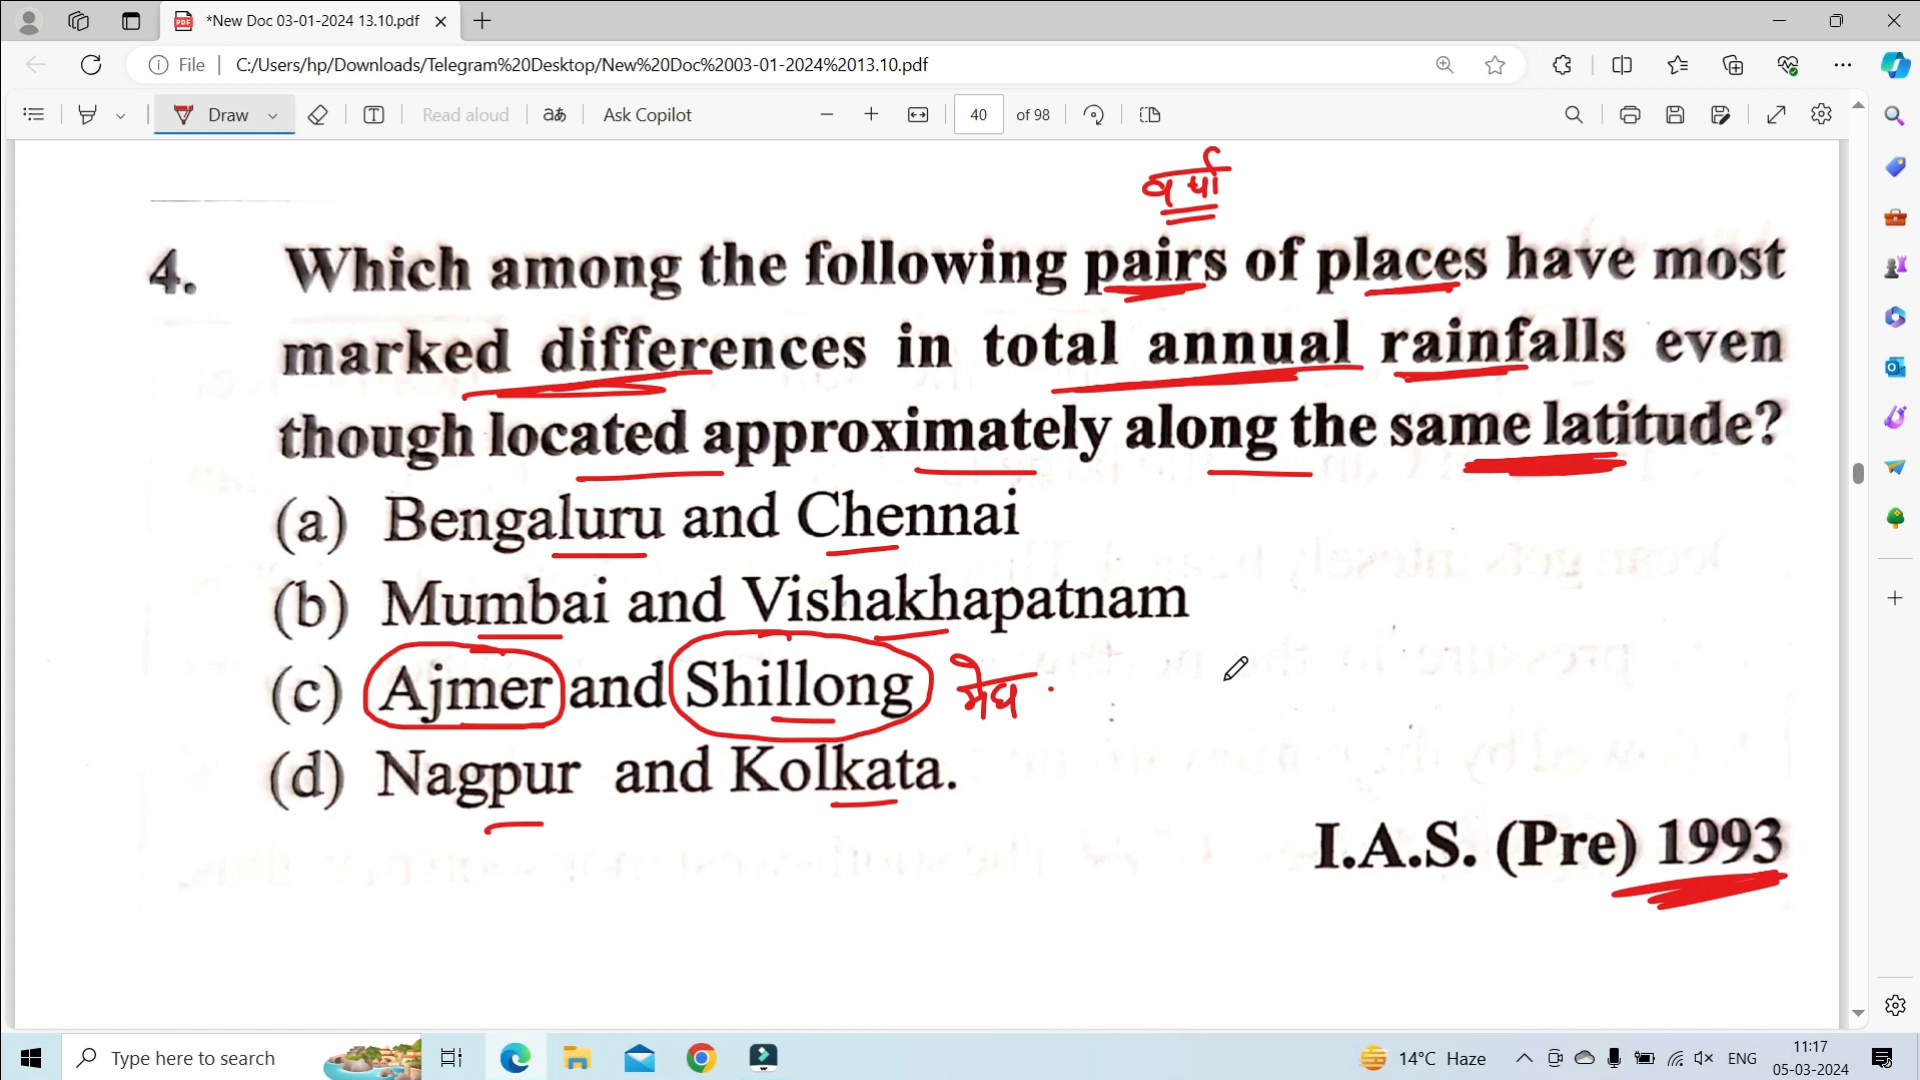 *New Doc 03-01-2024 13.10.pdf
File C:/Users/hp/Downloads/Telegram%20Desktop/New%20Doc%2003-01-2024%2013.10.pdf
Draw Read aloud aあ Ask Copilot 40 of 98
वर्षा
4. Which among the following pairs of places have most
marked differences in total annual rainfalls even
though located approximately along the same latitude?
(a) Bengaluru and Chennai
(b) Mumbai and Vishakhapatnam
(c) Ajmer and Shillong मेघ
(d) Nagpur and Kolkata.
I.A.S. (Pre) 1993
Type here to search 14°C Haze ENG 11:17
05-03-2024